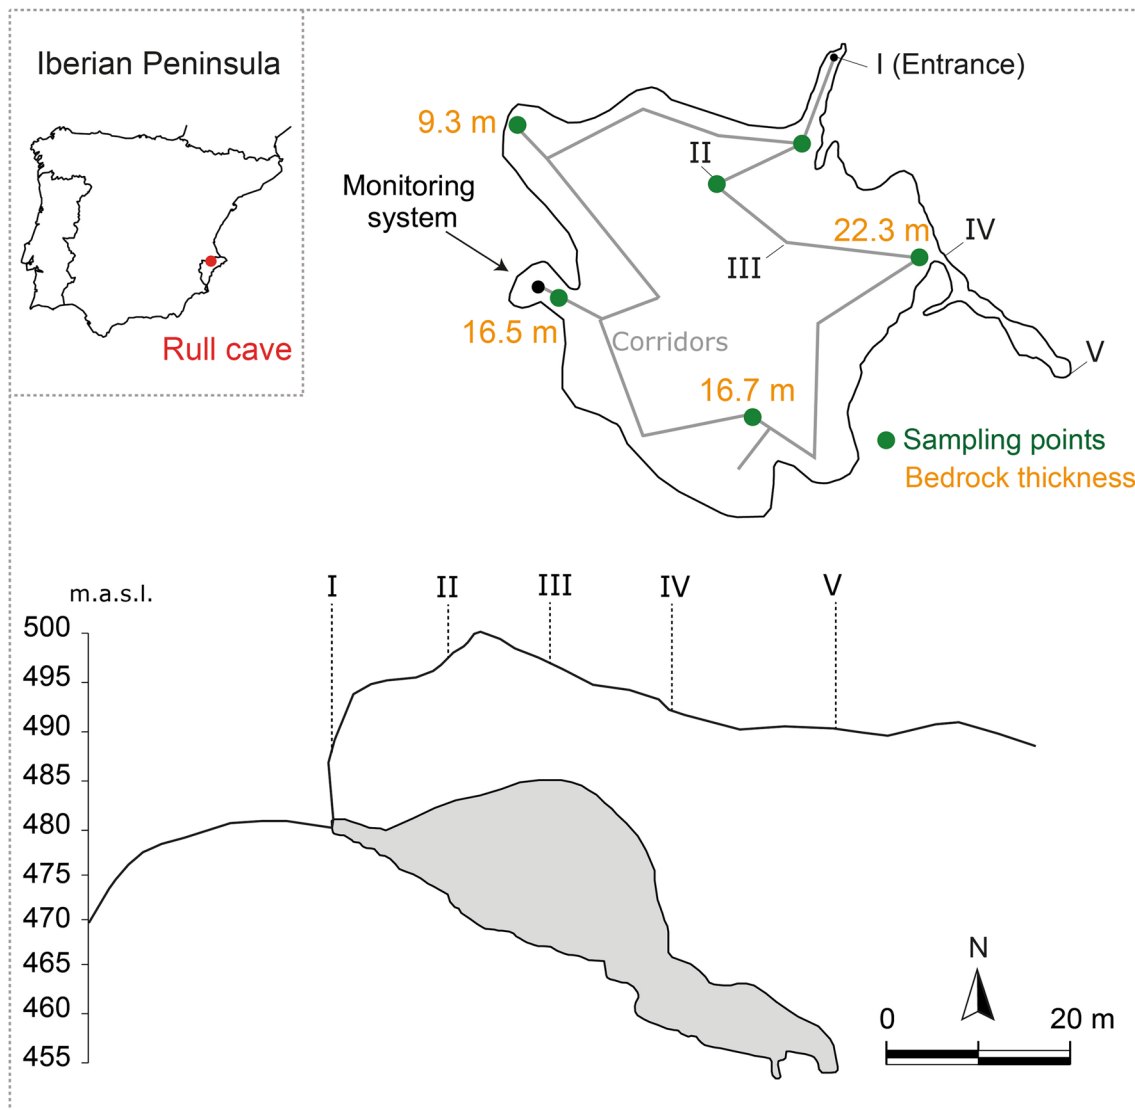 Iberian Peninsula
Rull cave
I (Entrance)
9.3 m
II
Monitoring
system
22.3 m
IV
III
16.5 m
Corridors
V
16.7 m
Sampling points
Bedrock thickness
m.a.s.l.
I II III IV V
500
495
490
485
480
475
470
465
460
455
N
0 20 m